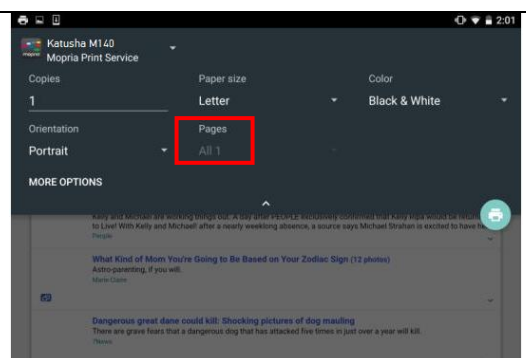 2:01
Katusha M140
mopria Mopria Print Service
Copies Paper size Color
1 Letter Black & White
Orientation Pages
Portrait All 1
MORE OPTIONS
Kelly and Michael are working things out. A day after PEOPLE exclusively confirmed that Kelly Ripa would be
to Live! With Kelly and Michael! after a nearly weeklong absence, a source says Michael Strahan is excited to have
People
What Kind of Mom You're Going to Be Based on Your Zodiac Sign (12 photos)
Astro-parenting, if you will.
Marie Claire
Dangerous great dane could kill: Shocking pictures of dog mauling
There are grave fears that a dangerous dog that has attacked five times in just over a year will kill.
7News